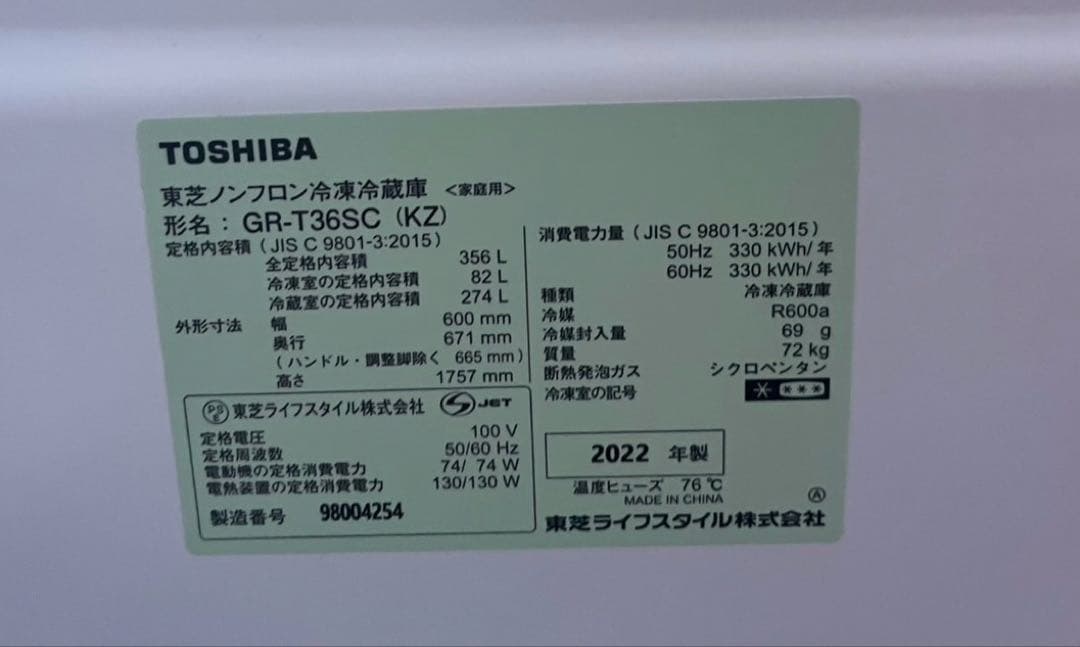 TOSHIBA
東芝ノンフロン冷凍冷蔵庫 <家庭用>
形名：GR-T36SC (KZ)
定格内容積 (JIS C 9801-3:2015)
全定格内容積 356 L
冷凍室の定格内容積 82 L
冷蔵室の定格内容積 274 L
外形寸法 幅 600 mm
奥行 671 mm
(ハンドル・調整脚除く 665 mm)
高さ 1757 mm
PS E 東芝ライフスタイル株式会社 S JET
定格電圧 100 V
定格周波数 50/60 Hz
電動機の定格消費電力 74/ 74 W
電熱装置の定格消費電力 130/130 W
製造番号 98004254
消費電力量 (JIS C 9801-3:2015)
50Hz 330 kWh/年
60Hz 330 kWh/年
種類 冷凍冷蔵庫
冷媒 R600a
冷媒封入量 69 g
質量 72 kg
断熱発泡ガス シクロペンタン
冷凍室の記号
2022 年製
温度ヒューズ 76℃
MADE IN CHINA Ⓐ
東芝ライフスタイル株式会社